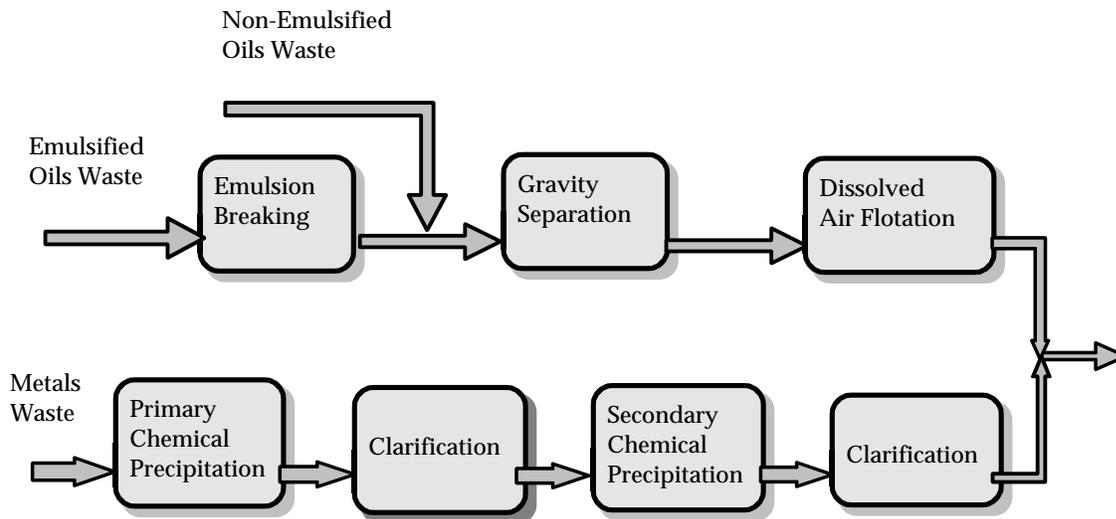 Non-Emulsified
Oils Waste
Emulsified
Oils Waste
Emulsion
Breaking
Gravity
Separation
Dissolved
Air Flotation
Metals
Waste
Primary
Chemical
Precipitation
Clarification
Secondary
Chemical
Precipitation
Clarification